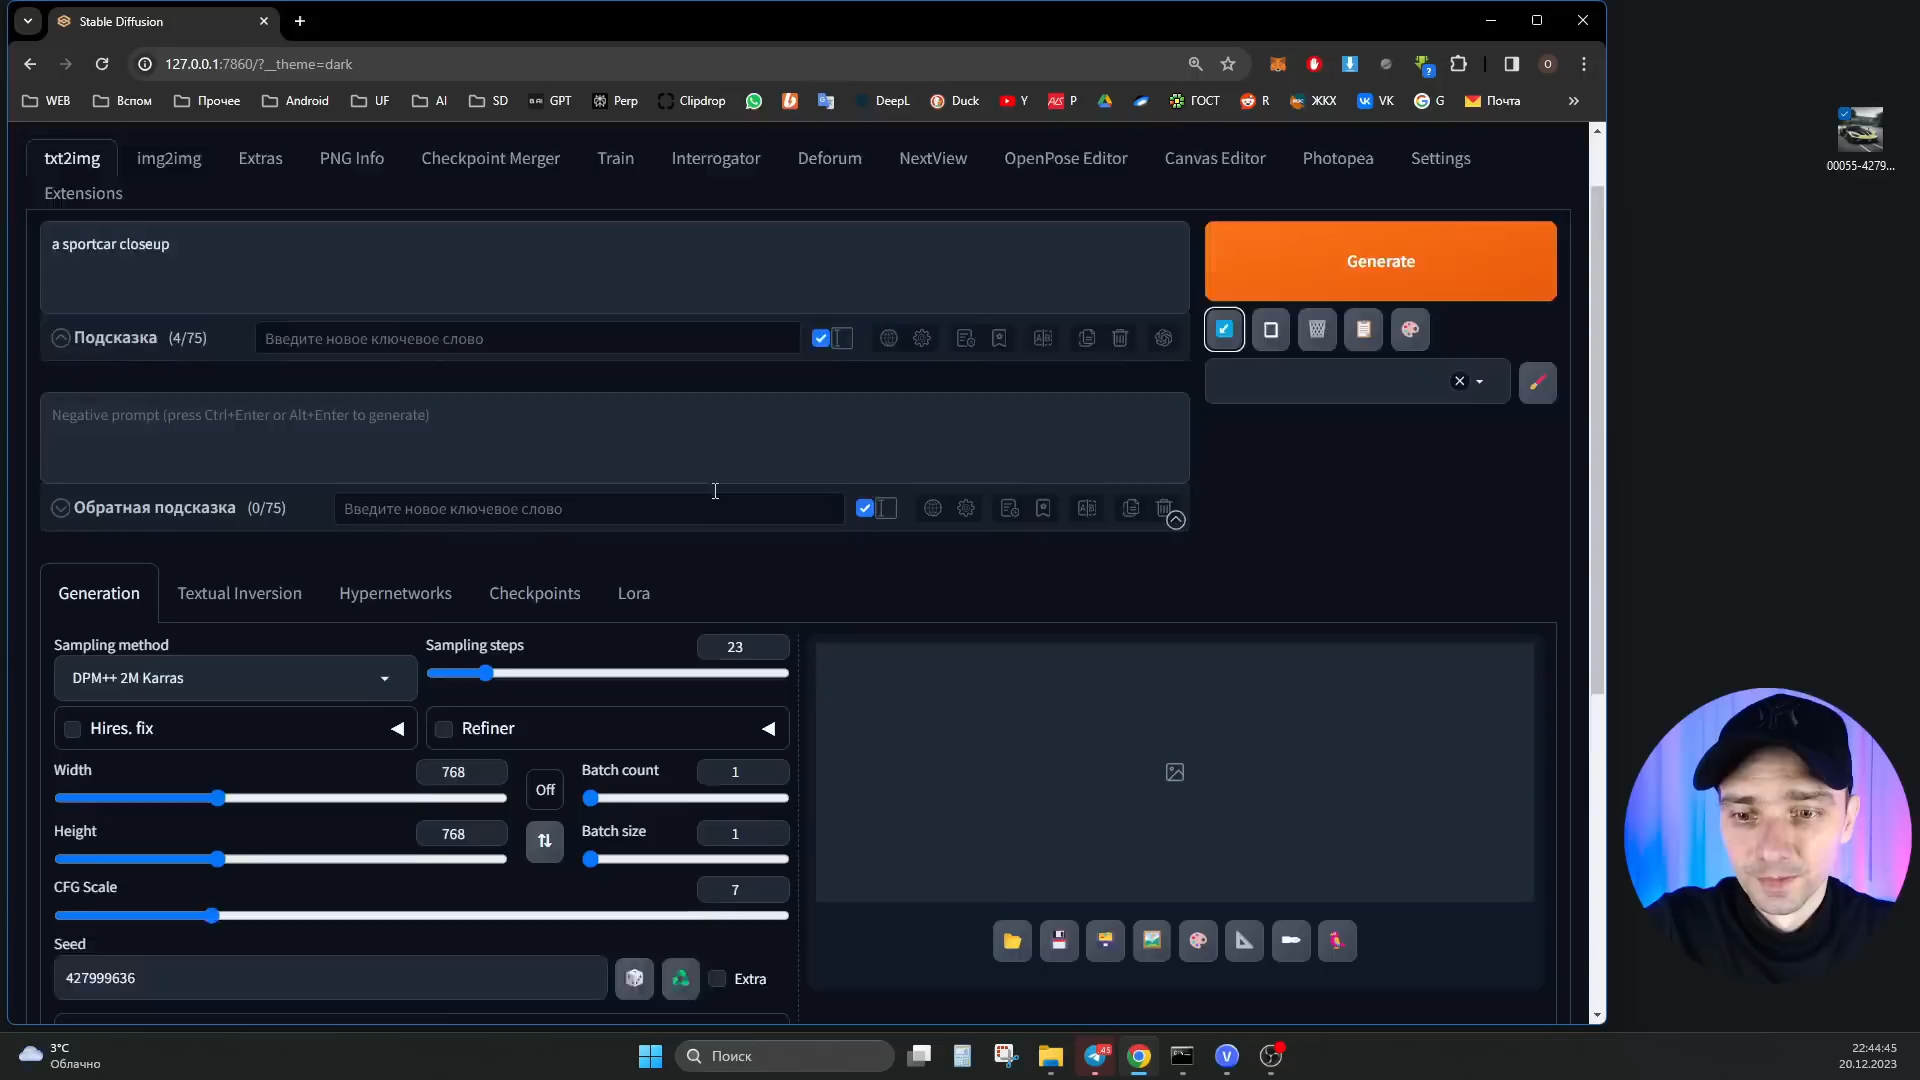 Stable Diffusion
127.0.0.1:7860/?__theme=dark
O
WEB Вспом Прочее Android UF AI SD B.AI GPT Perp Clipdrop DeepL Duck Y P ГОСТ R ЖКХ VK G Почта »
00055-4279...
txt2img img2img Extras PNG Info Checkpoint Merger Train Interrogator Deforum NextView OpenPose Editor Canvas Editor Photopea Settings
Extensions
a sportcar closeup
Generate
Подсказка (4/75) Введите новое ключевое слово
Negative prompt (press Ctrl+Enter or Alt+Enter to generate)
Обратная подсказка (0/75) Введите новое ключевое слово
Generation Textual Inversion Hypernetworks Checkpoints Lora
Sampling method Sampling steps 23
DPM++ 2M Karras
Hires. fix Refiner
Width 768 Batch count 1
Off
Height 768 Batch size 1
CFG Scale 7
Seed
427999636 Extra
3°C
Облачно
Поиск
45
V
22:44:45
20.12.2023